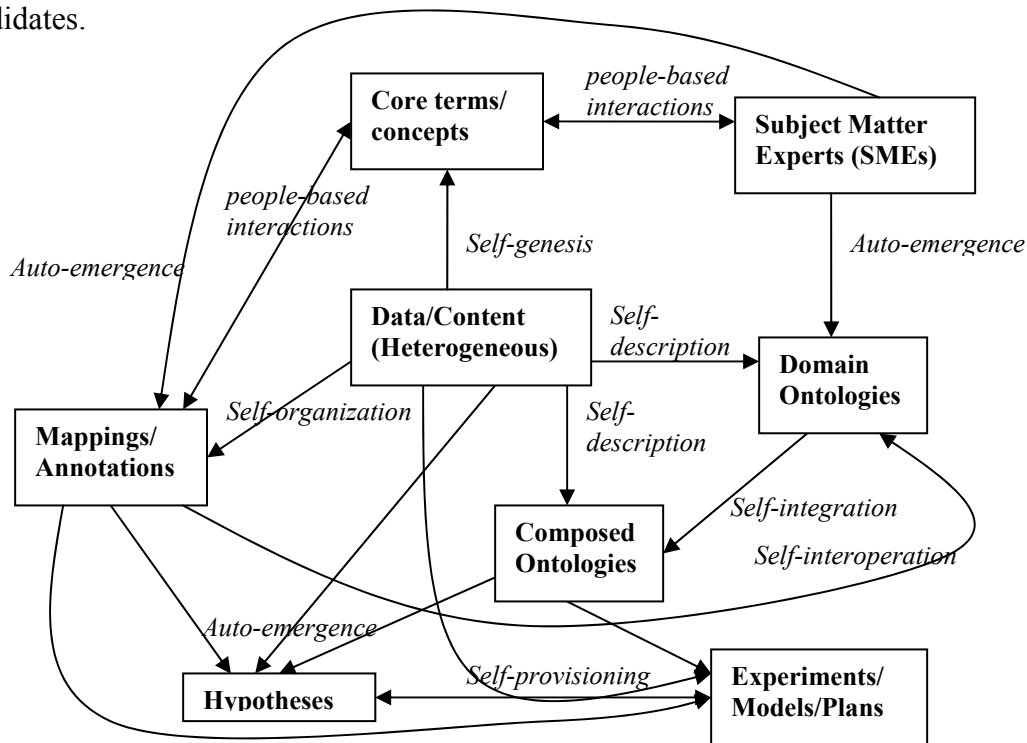 didates.
people-based
interactions
Core terms/
concepts
Subject Matter
Experts (SMEs)
people-based
interactions
Self-genesis
Auto-emergence
Auto-emergence
Data/Content
(Heterogeneous)
Self-
description
Domain
Ontologies
Self-organization
Self-
description
Mappings/
Annotations
Self-integration
Composed
Ontologies
Self-interoperation
Auto-emergence
Self-provisioning
Experiments/
Models/Plans
Hypotheses